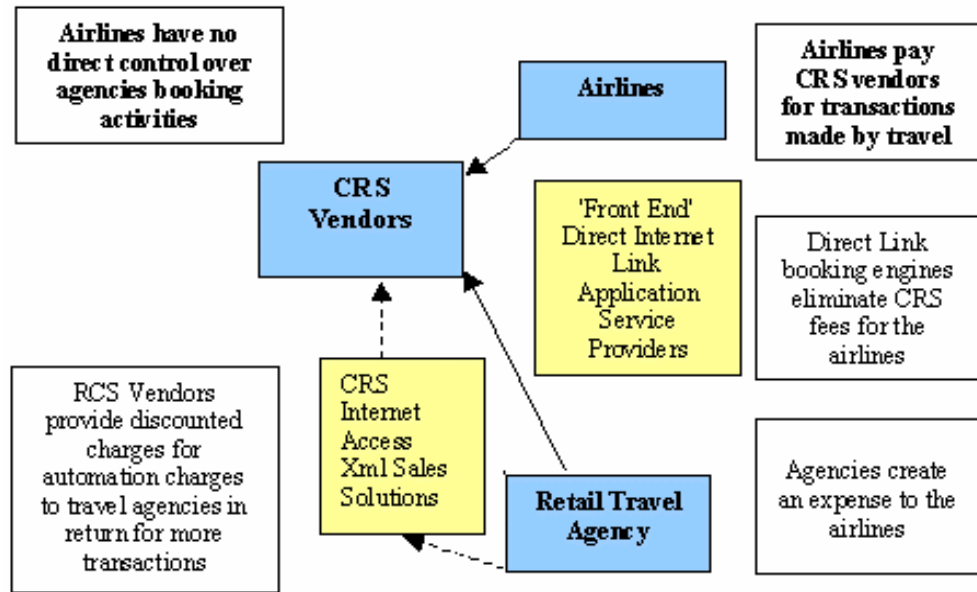 Airlines have no
direct control over
agencies booking
activities
Airlines
Airlines pay
CRS vendors
for transactions
made by travel
CRS
Vendors
'Front End'
Direct Internet
Link
Application
Service
Providers
Direct Link
booking engines
eliminate CRS
fees for the
airlines
RCS Vendors
provide discounted
charges for
automation charges
to travel agencies in
return for more
transactions
CRS
Internet
Access
Xml Sales
Solutions
Retail Travel
Agency
Agencies create
an expense to the
airlines